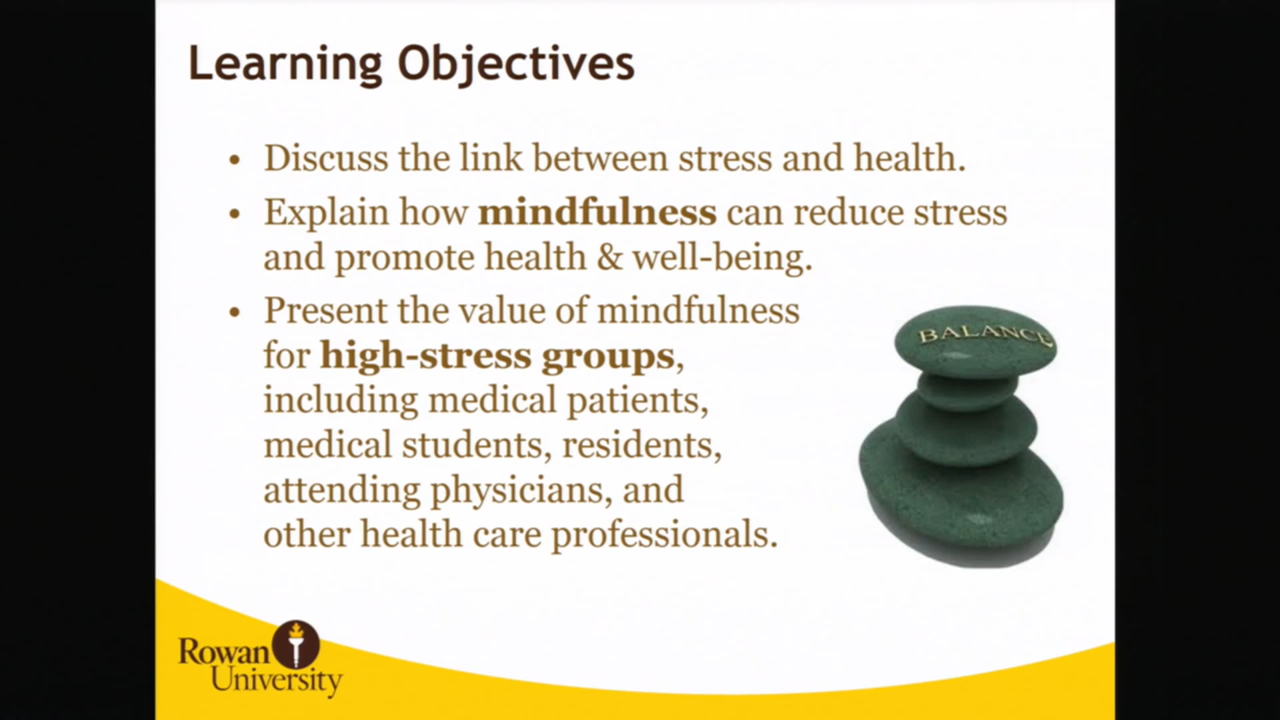 Learning Objectives
• Discuss the link between stress and health.
• Explain how mindfulness can reduce stress
and promote health & well-being.
• Present the value of mindfulness
for high-stress groups,
including medical patients,
medical students, residents,
attending physicians, and
other health care professionals.
BALANCE
Rowan
University